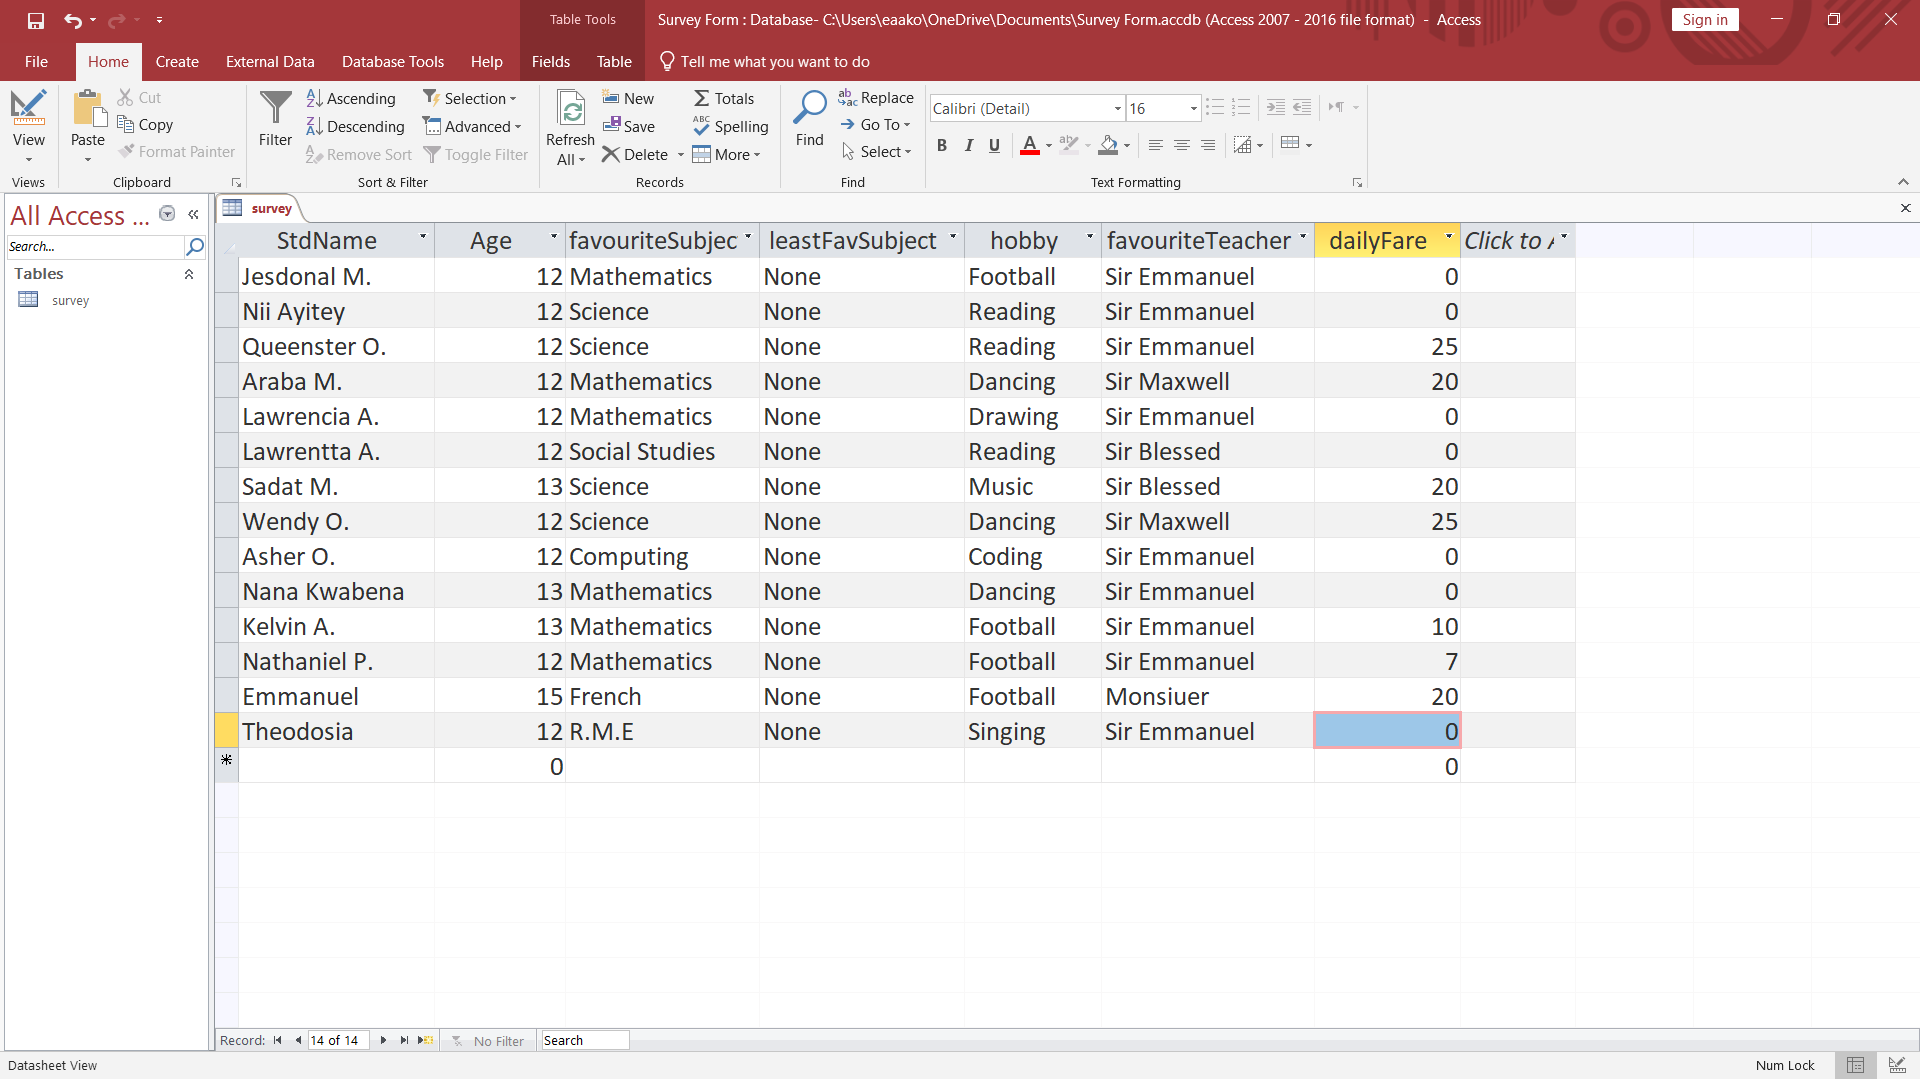 Table Tools
Survey Form : Database- C:\Users\eaako\OneDrive\Documents\Survey Form.accdb (Access 2007 - 2016 file format) - Access
Sign in
File Home Create External Data Database Tools Help Fields Table Tell me what you want to do
View
Views
Paste
Cut
Copy
Format Painter
Clipboard
Filter
Ascending
Descending
Remove Sort
Selection
Advanced
Toggle Filter
Sort & Filter
Refresh All
New
Save
Delete
Totals
Spelling
More
Records
Find
Replace
Go To
Select
Find
Calibri (Detail) 16
B I U A
Text Formatting
All Access ...
Search...
Tables
survey
survey
StdName Age favouriteSubjec leastFavSubject hobby favouriteTeacher dailyFare Click to A
Jesdonal M. 12 Mathematics None Football Sir Emmanuel 0
Nii Ayitey 12 Science None Reading Sir Emmanuel 0
Queenster O. 12 Science None Reading Sir Emmanuel 25
Araba M. 12 Mathematics None Dancing Sir Maxwell 20
Lawrencia A. 12 Mathematics None Drawing Sir Emmanuel 0
Lawrentta A. 12 Social Studies None Reading Sir Blessed 0
Sadat M. 13 Science None Music Sir Blessed 20
Wendy O. 12 Science None Dancing Sir Maxwell 25
Asher O. 12 Computing None Coding Sir Emmanuel 0
Nana Kwabena 13 Mathematics None Dancing Sir Emmanuel 0
Kelvin A. 13 Mathematics None Football Sir Emmanuel 10
Nathaniel P. 12 Mathematics None Football Sir Emmanuel 7
Emmanuel 15 French None Football Monsiuer 20
Theodosia 12 R.M.E None Singing Sir Emmanuel 0
* 0 0
Record: 14 of 14 No Filter Search
Datasheet View Num Lock